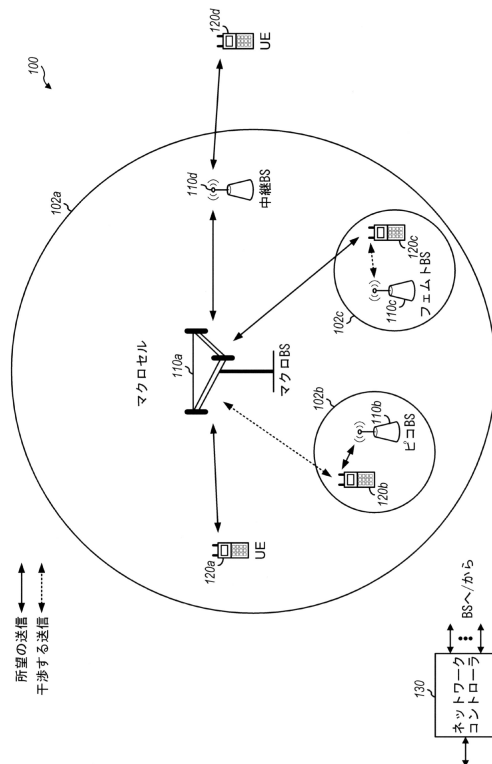 100
所望の送信
干渉する送信
102a
マクロセル
110a
マクロBS
120a
UE
110d
中継BS
120d
UE
102b
110b
ピコBS
120b
102c
110c
フェムトBS
120c
130
ネットワーク
コントローラ
BSへ/から